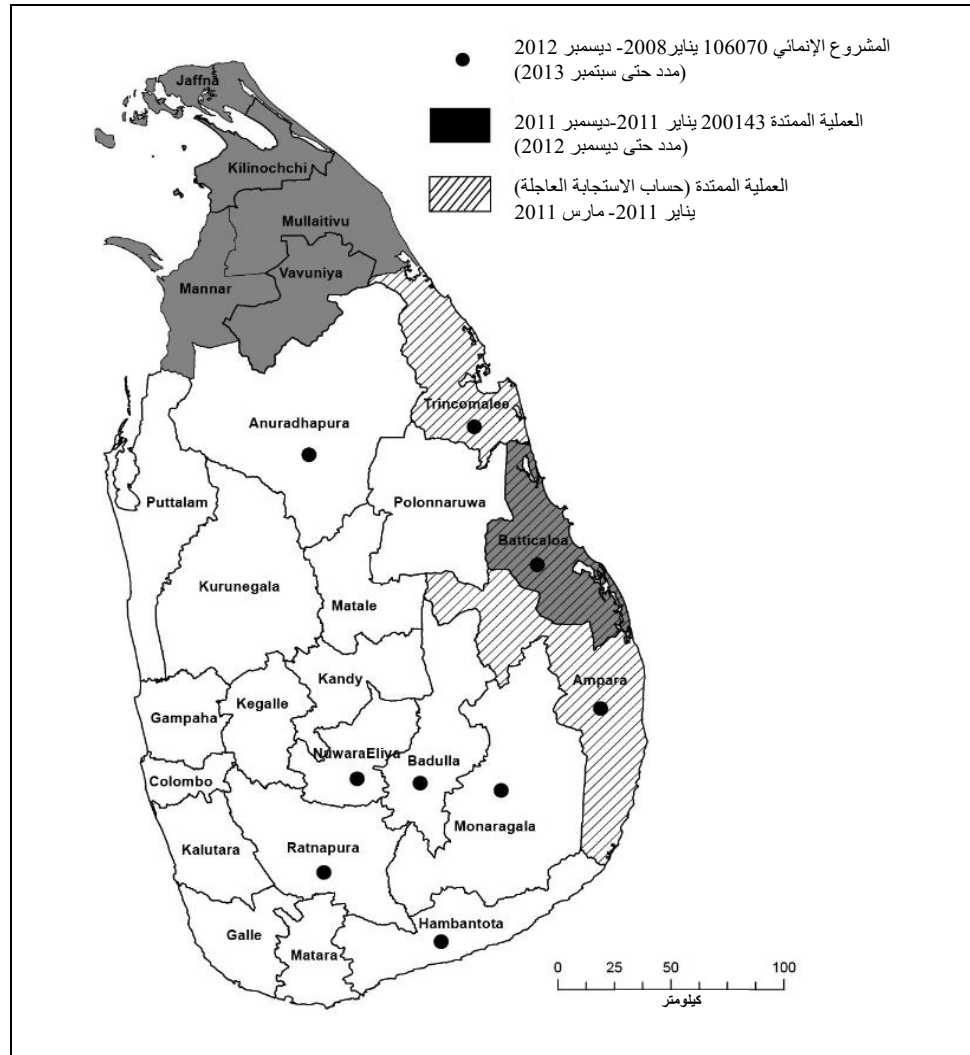 المشروع الإنمائي 106070 يناير2008- ديسمبر 2012
(مدد حتى سبتمبر 2013)
العملية الممتدة 200143 يناير 2011-ديسمبر 2011
(مدد حتى ديسمبر 2012)
العملية الممتدة (حساب الاستجابة العاجلة)
يناير 2011- مارس 2011
Jaffna
Kilinochchi
Mullaitivu
Vavuniya
Mannar
Trincomalee
Anuradhapura
Puttalam
Polonnaruwa
Batticaloa
Kurunegala
Matale
Kandy
Ampara
Kegalle
Gampaha
NuwaraEliya
Badulla
Colombo
Monaragala
Kalutara
Ratnapura
Hambantota
Galle
Matara
0 25 50 100
كيلومتر